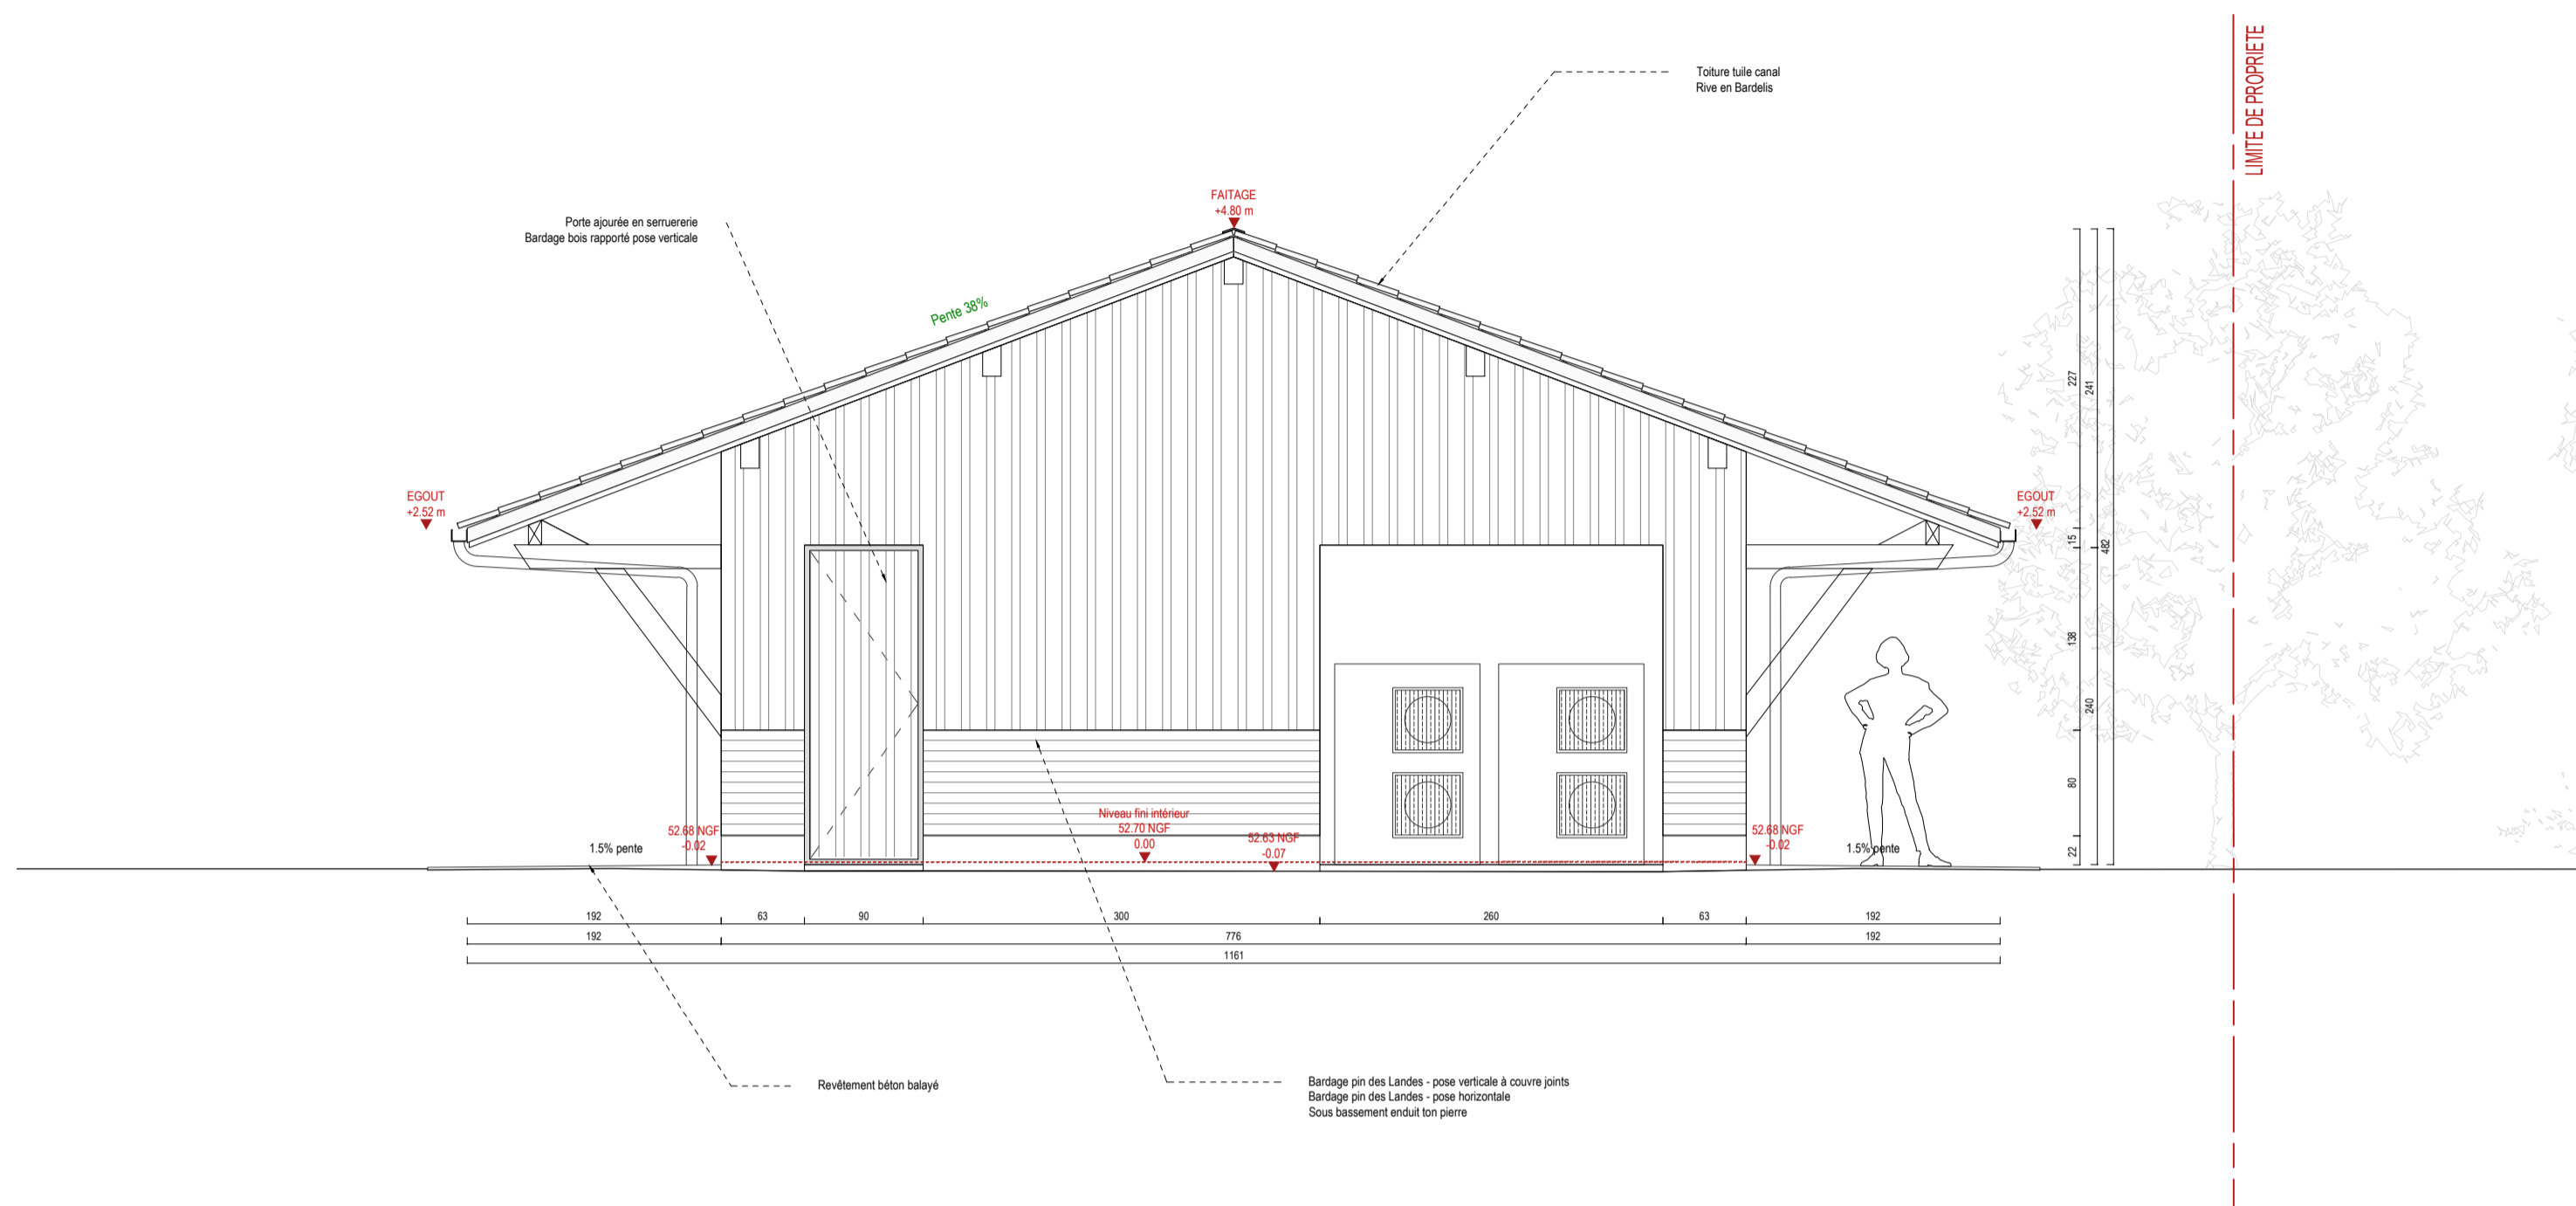 LIMITE DE PROPRIETE
Toiture tuile canal
Rive en Bardelis
FAITAGE
+4.80 m
Porte ajourée en serruererie
Bardage bois rapporté pose verticale
Pente 38%
EGOUT
+2.52 m
EGOUT
+2.52 m
227
241
15
482
138
240
80
22
52.68 NGF
-0.02
1.5% pente
Niveau fini intérieur
52.70 NGF
0.00
52.63 NGF
-0.07
52.68 NGF
-0.02
1.5% pente
192
63
90
300
260
63
192
192
776
192
1161
Revêtement béton balayé
Bardage pin des Landes - pose verticale à couvre joints
Bardage pin des Landes - pose horizontale
Sous bassement enduit ton pierre